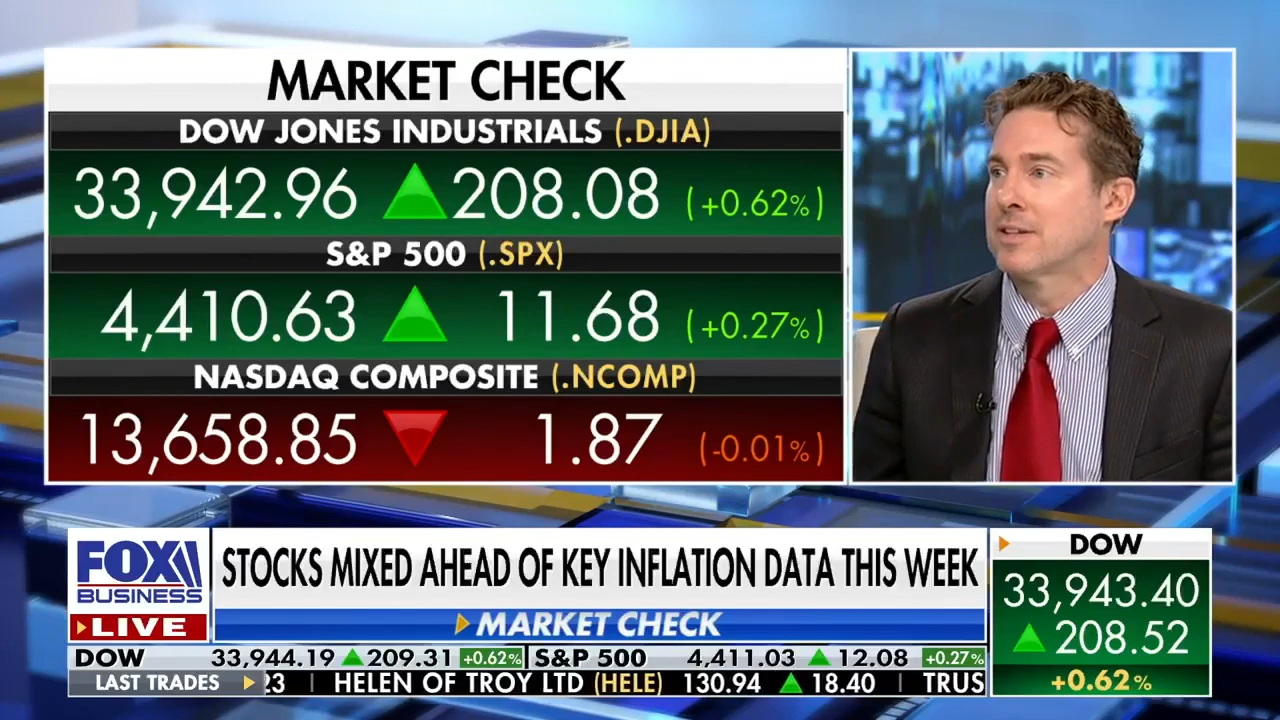 MARKET CHECK
DOW JONES INDUSTRIALS (.DJIA)
33,942.96 ▲ 208.08 (+0.62%)
S&P 500 (.SPX)
4,410.63 ▲ 11.68 (+0.27%)
NASDAQ COMPOSITE (.NCOMP)
13,658.85 ▼ 1.87 (-0.01%)
FOX
BUSINESS
LIVE
STOCKS MIXED AHEAD OF KEY INFLATION DATA THIS WEEK
MARKET CHECK
DOW
33,943.40
▲ 208.52
+0.62%
DOW 33,944.19 ▲ 209.31 +0.62% S&P 500 4,411.03 ▲ 12.08 +0.27%
LAST TRADES 23 | HELEN OF TROY LTD (HELE) 130.94 ▲ 18.40 | TRUS